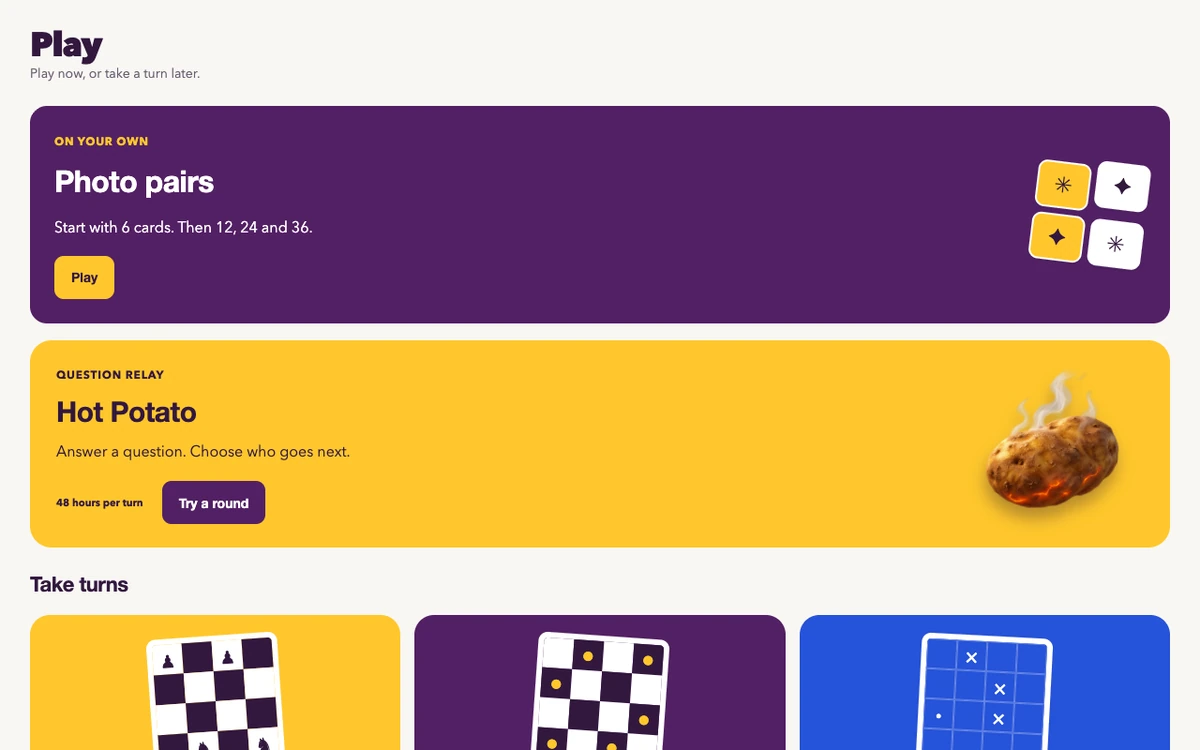 Play
Play now, or take a turn later.
ON YOUR OWN
Photo pairs
Start with 6 cards. Then 12, 24 and 36.
Play
QUESTION RELAY
Hot Potato
Answer a question. Choose who goes next.
48 hours per turn
Try a round
Take turns